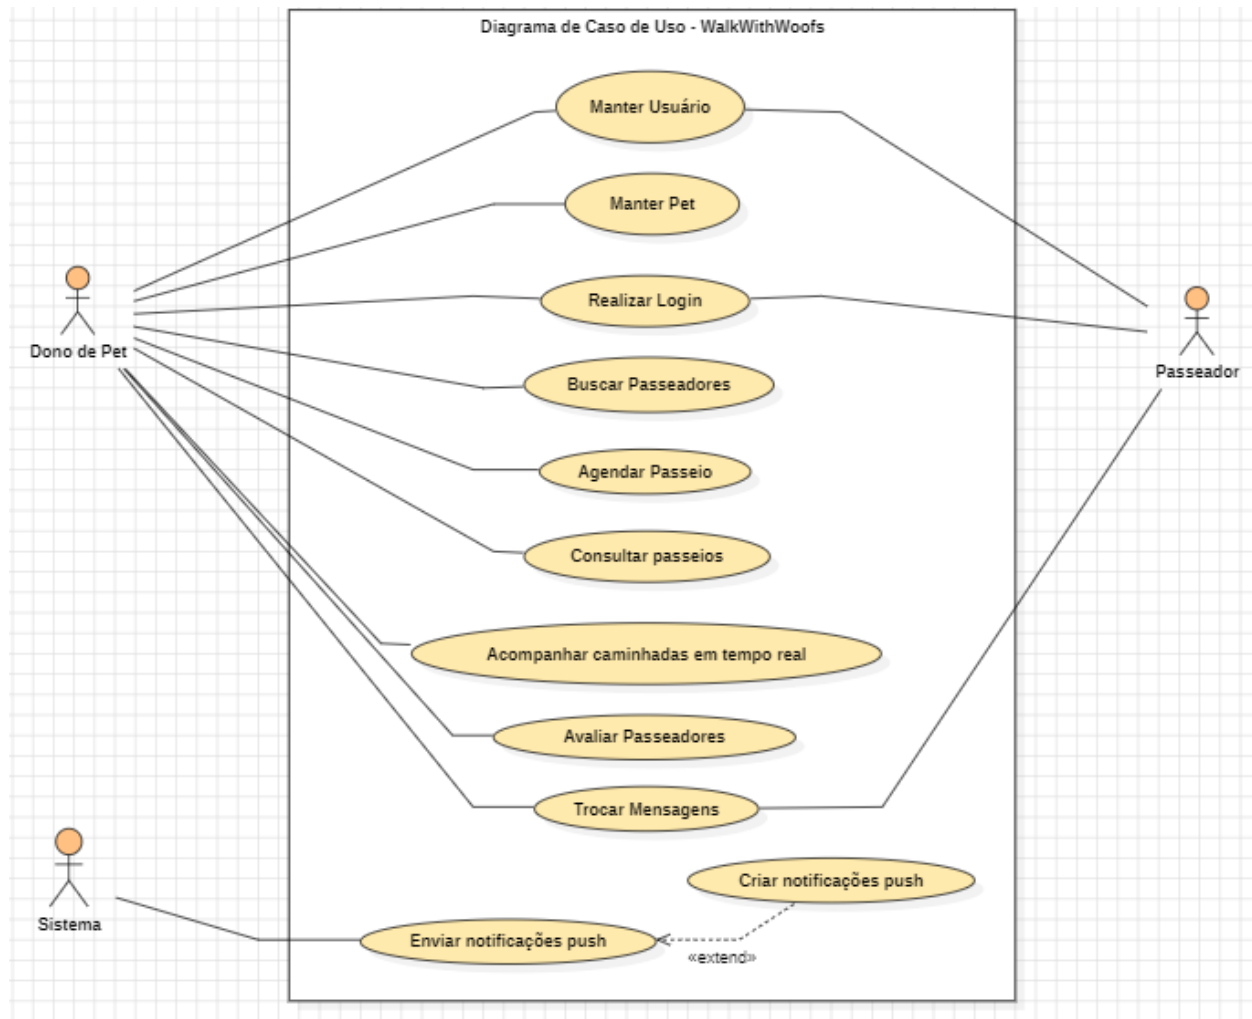 Diagrama de Caso de Uso - WalkWithWoofs
Manter Usuário
Manter Pet
Realizar Login
Dono de Pet
Passeador
Buscar Passeadores
Agendar Passeio
Consultar passeios
Acompanhar caminhadas em tempo real
Avaliar Passeadores
Trocar Mensagens
Criar notificações push
Sistema
Enviar notificações push
«extend»